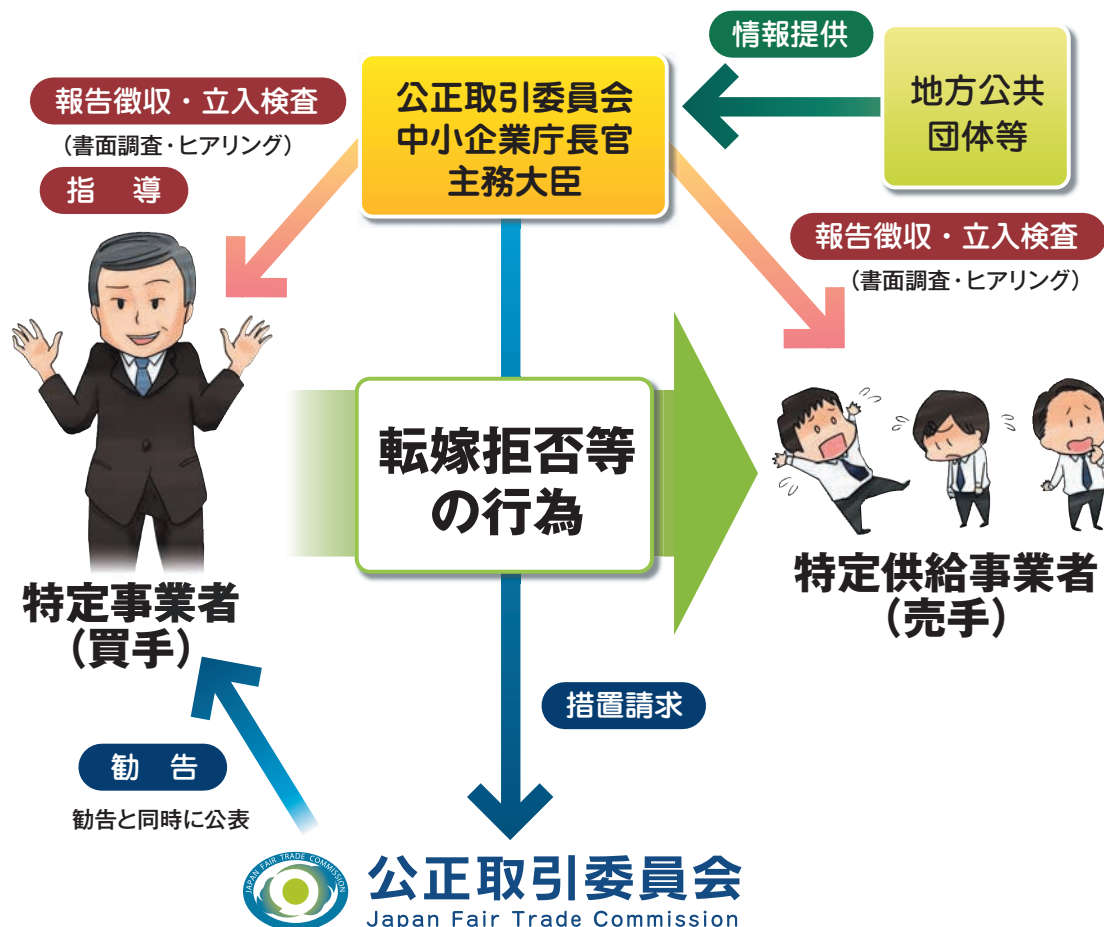 情報提供
地方公共
団体等
公正取引委員会
中小企業庁長官
主務大臣
報告徴収・立入検査
(書面調査・ヒアリング)
指　導
報告徴収・立入検査
(書面調査・ヒアリング)
転嫁拒否等
の行為
特定事業者
(買手)
特定供給事業者
(売手)
措置請求
勧　告
勧告と同時に公表
JAPAN FAIR TRADE COMMISSION
公正取引委員会
Japan Fair Trade Commission